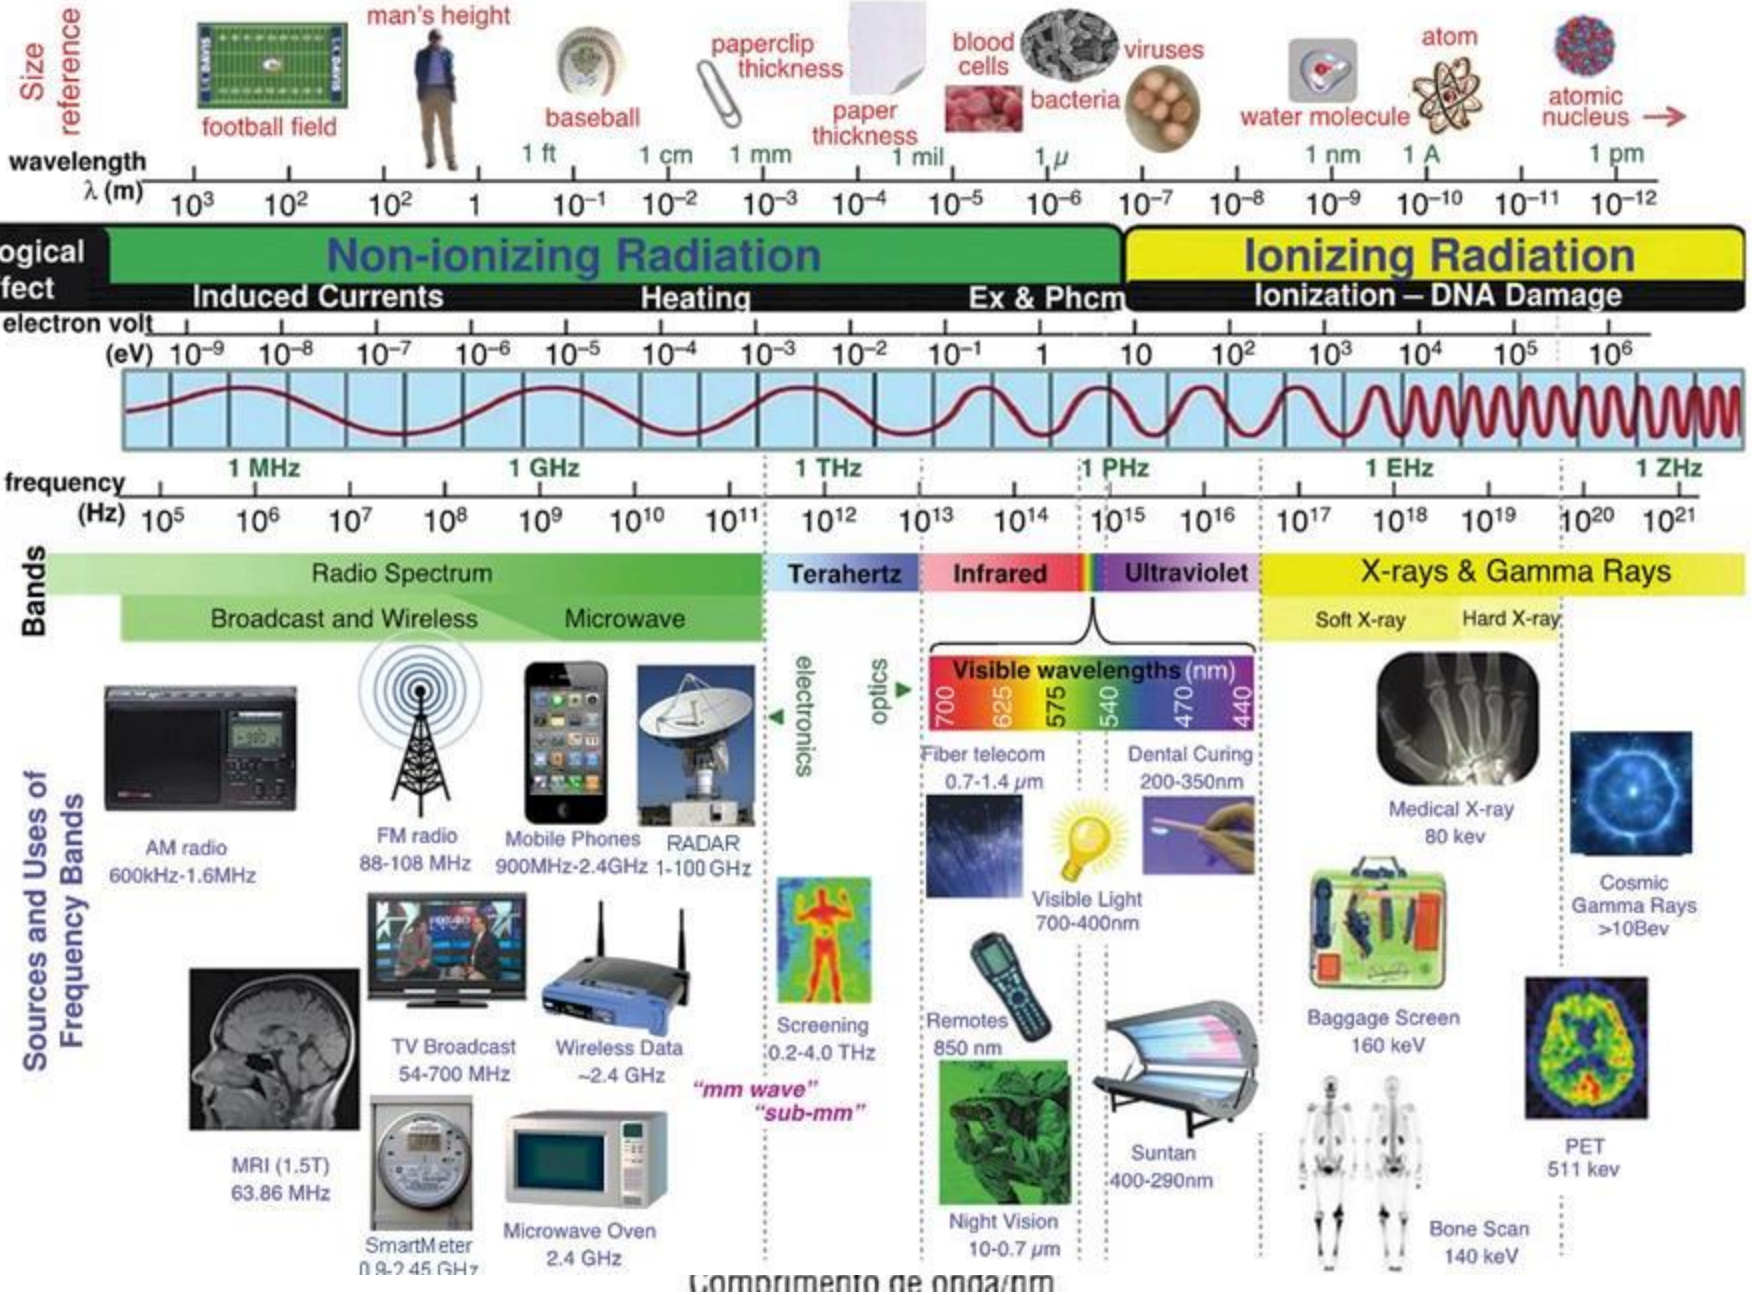 Size
reference
football field
man's height
baseball
paperclip
thickness
paper
thickness
blood
cells
bacteria
viruses
water molecule
atom
atomic
nucleus
wavelength
λ (m)
1 ft 1 cm 1 mm 1 mil 1 µ 1 nm 1 A 1 pm
10³ 10² 10² 1 10⁻¹ 10⁻² 10⁻³ 10⁻⁴ 10⁻⁵ 10⁻⁶ 10⁻⁷ 10⁻⁸ 10⁻⁹ 10⁻¹⁰ 10⁻¹¹ 10⁻¹²
ogical
ffect
Non-ionizing Radiation
Ionizing Radiation
Induced Currents Heating Ex & Phcm
Ionization – DNA Damage
electron volt
(eV)
10⁻⁹ 10⁻⁸ 10⁻⁷ 10⁻⁶ 10⁻⁵ 10⁻⁴ 10⁻³ 10⁻² 10⁻¹ 1 10 10² 10³ 10⁴ 10⁵ 10⁶
1 MHz 1 GHz 1 THz 1 PHz 1 EHz 1 ZHz
frequency
(Hz)
10⁵ 10⁶ 10⁷ 10⁸ 10⁹ 10¹⁰ 10¹¹ 10¹² 10¹³ 10¹⁴ 10¹⁵ 10¹⁶ 10¹⁷ 10¹⁸ 10¹⁹ 10²⁰ 10²¹
Bands
Radio Spectrum
Terahertz
Infrared
Ultraviolet
X-rays & Gamma Rays
Broadcast and Wireless
Microwave
Soft X-ray
Hard X-ray
electronics
optics
Visible wavelengths (nm)
700 625 575 540 470 440
Sources and Uses of
Frequency Bands
AM radio
600kHz-1.6MHz
FM radio
88-108 MHz
Mobile Phones
900MHz-2.4GHz
RADAR
1-100 GHz
Fiber telecom
0.7-1.4 µm
Dental Curing
200-350nm
Medical X-ray
80 kev
Visible Light
700-400nm
Cosmic
Gamma Rays
>10Bev
TV Broadcast
54-700 MHz
Wireless Data
~2.4 GHz
Screening
0.2-4.0 THz
Remotes
850 nm
Baggage Screen
160 keV
"mm wave"
"sub-mm"
MRI (1.5T)
63.86 MHz
SmartMeter
0.9-2.45 GHz
Microwave Oven
2.4 GHz
Night Vision
10-0.7 µm
Suntan
400-290nm
PET
511 kev
Bone Scan
140 keV
Comprimento de onda/nm